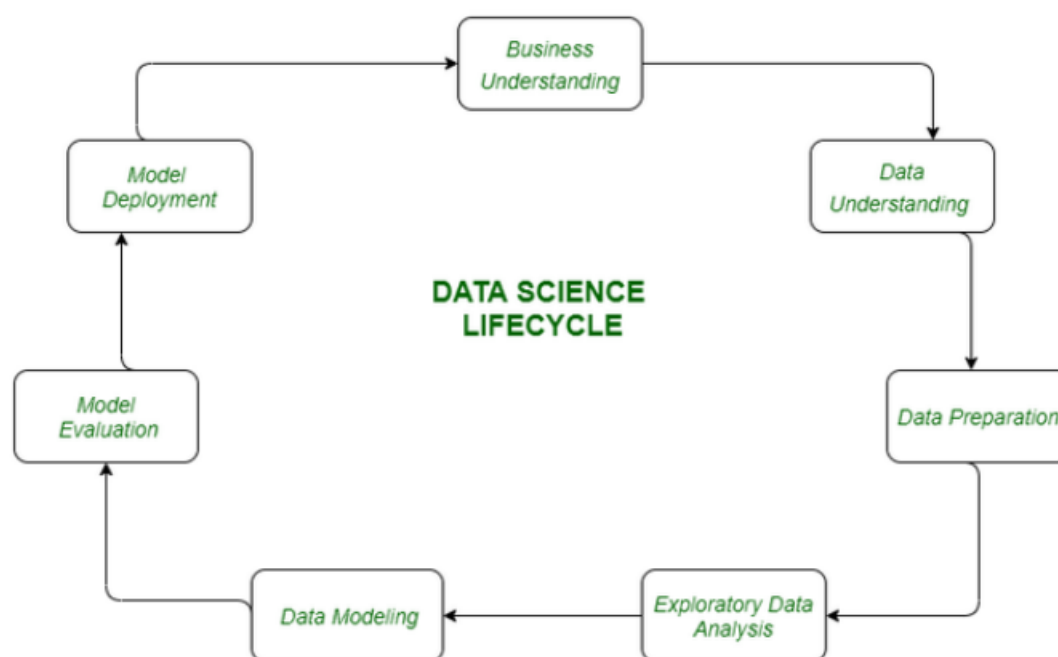 Business
Understanding
Data
Understanding
Data Preparation
Exploratory Data
Analysis
Data Modeling
Model
Evaluation
Model
Deployment
DATA SCIENCE
LIFECYCLE